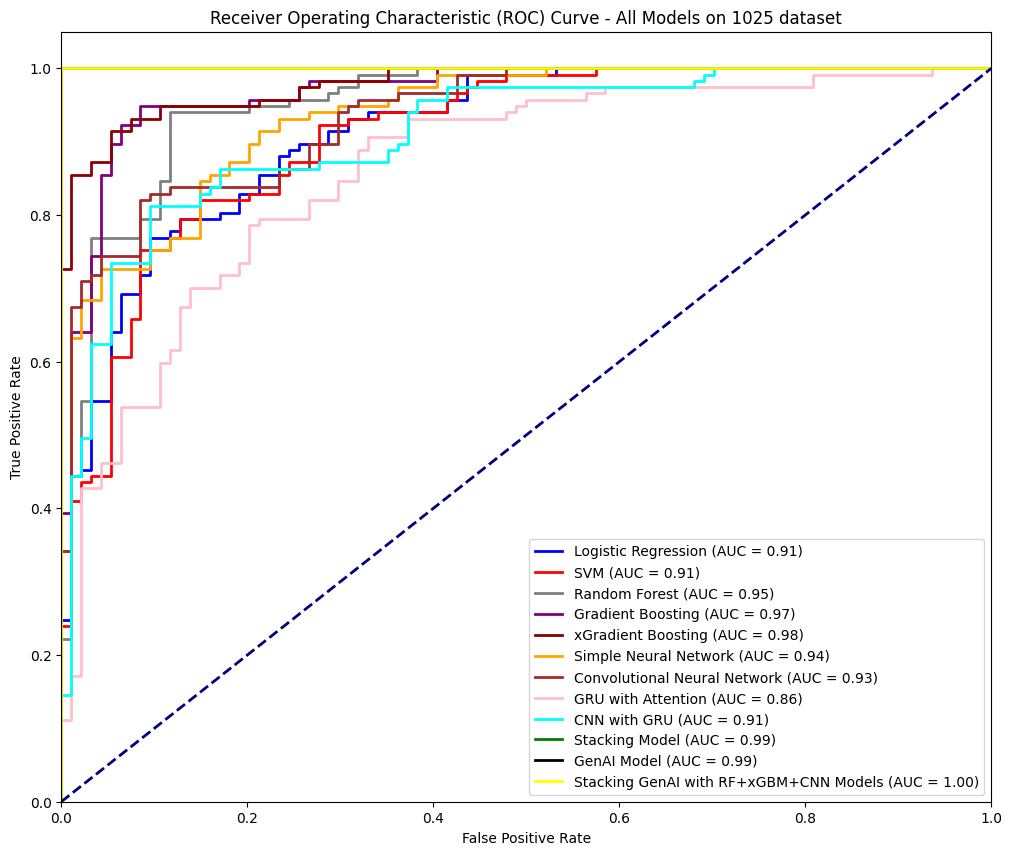 Receiver Operating Characteristic (ROC) Curve - All Models on 1025 dataset
True Positive Rate
1.0
0.8
0.6
0.4
0.2
0.0
0.0
0.2
0.4
0.6
0.8
1.0
False Positive Rate
Logistic Regression (AUC = 0.91)
SVM (AUC = 0.91)
Random Forest (AUC = 0.95)
Gradient Boosting (AUC = 0.97)
xGradient Boosting (AUC = 0.98)
Simple Neural Network (AUC = 0.94)
Convolutional Neural Network (AUC = 0.93)
GRU with Attention (AUC = 0.86)
CNN with GRU (AUC = 0.91)
Stacking Model (AUC = 0.99)
GenAI Model (AUC = 0.99)
Stacking GenAI with RF+xGBM+CNN Models (AUC = 1.00)